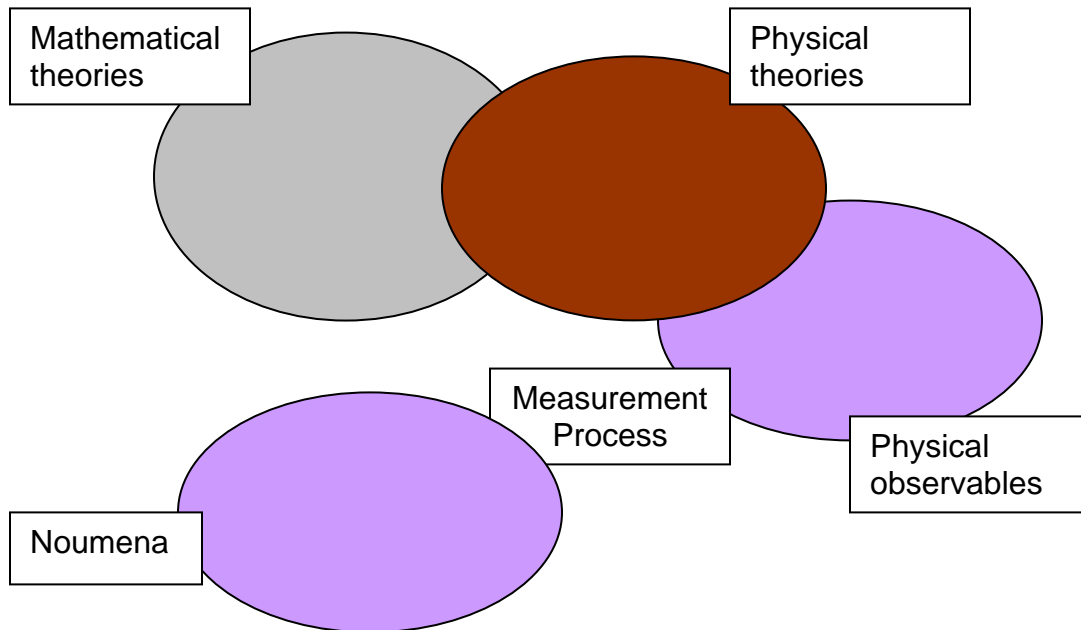 Mathematical
theories
Physical
theories
Measurement
Process
Physical
observables
Noumena